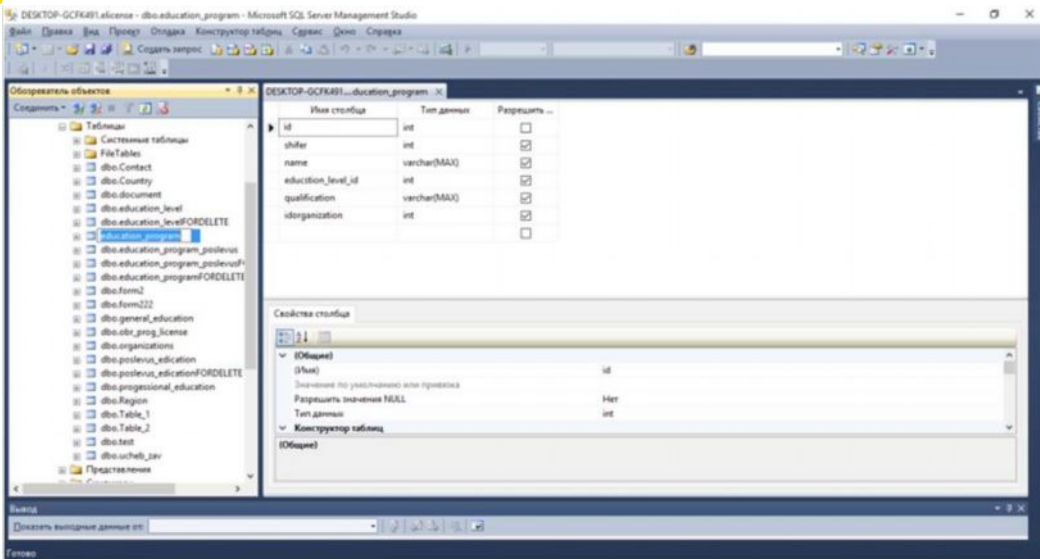 DESKTOP-GCFK491.elicense - dbo.education_program - Microsoft SQL Server Management Studio
Файл Правка Вид Проект Отладка Конструктор таблиц Сервис Окно Справка
Создать запрос
Обозреватель объектов
DESKTOP-GCFK491....ducation_program
Соединить
Имя столбца Тип данных Разрешить ...
Таблицы
id int
Системные таблицы
shifer int
FileTables
name varchar(MAX)
dbo.Contact
educstion_level_id int
dbo.Country
qualification varchar(MAX)
dbo.document
idorganization int
dbo.education_level
dbo.education_levelFORDELETE
education_program
dbo.education_program_poslevus
dbo.education_program_poslevusF
dbo.education_programFORDELETE
dbo.form2
dbo.form222
dbo.general_education
dbo.obr_prog_license
dbo.organizations
dbo.poslevus_edication
dbo.poslevus_edicationFORDELETE
dbo.progessional_education
dbo.Region
dbo.Table_1
dbo.Table_2
dbo.test
dbo.ucheb_zav
Представления
Свойства столбца
(Общие)
(Имя) id
Значение по умолчанию или привязка
Разрешить значения NULL Нет
Тип данных int
Конструктор таблиц
(Общие)
Вывод
Показать выходные данные от:
Готово